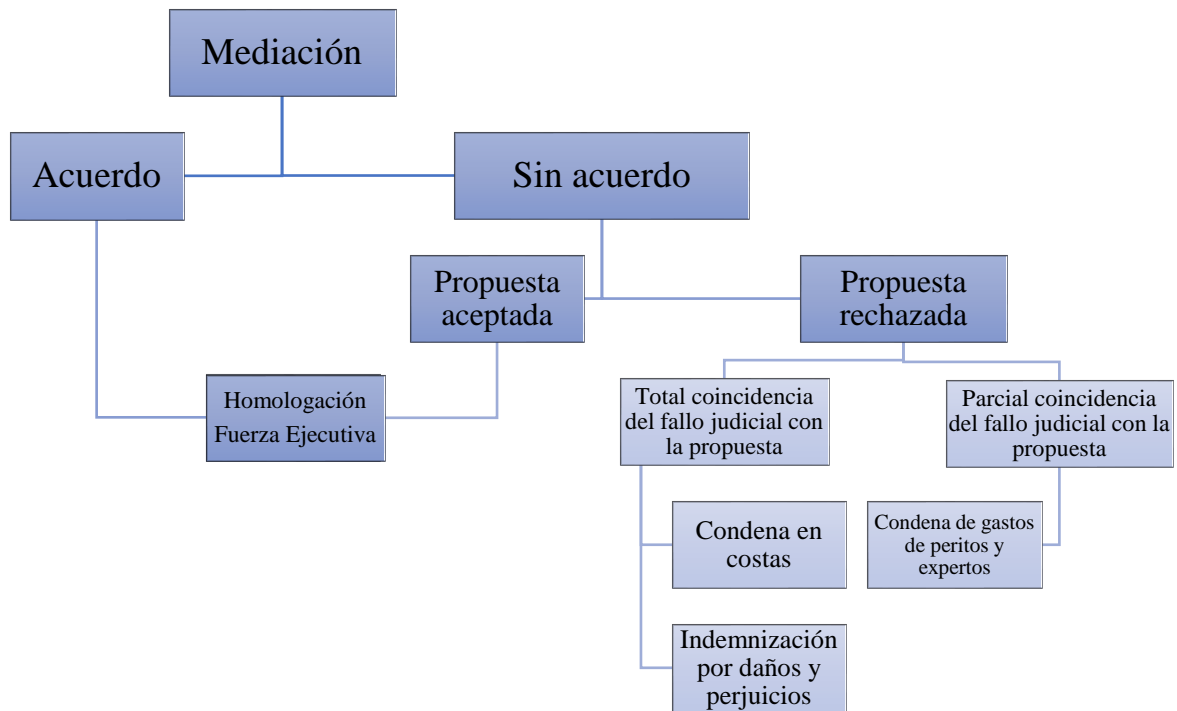 Mediación
Acuerdo
Sin acuerdo
Propuesta
aceptada
Propuesta
rechazada
Homologación
Fuerza Ejecutiva
Total coincidencia
del fallo judicial con
la propuesta
Parcial coincidencia
del fallo judicial con la
propuesta
Condena en
costas
Condena de gastos
de peritos y
expertos
Indemnización
por daños y
perjuicios